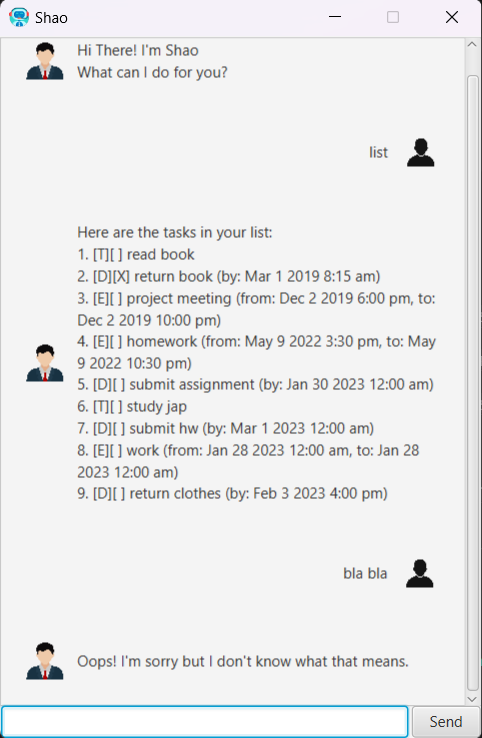 Shao
Hi There! I'm Shao
What can I do for you?
list
Here are the tasks in your list:
1. [T][ ] read book
2. [D][X] return book (by: Mar 1 2019 8:15 am)
3. [E][ ] project meeting (from: Dec 2 2019 6:00 pm, to:
Dec 2 2019 10:00 pm)
4. [E][ ] homework (from: May 9 2022 3:30 pm, to: May
9 2022 10:30 pm)
5. [D][ ] submit assignment (by: Jan 30 2023 12:00 am)
6. [T][ ] study jap
7. [D][ ] submit hw (by: Mar 1 2023 12:00 am)
8. [E][ ] work (from: Jan 28 2023 12:00 am, to: Jan 28
2023 12:00 am)
9. [D][ ] return clothes (by: Feb 3 2023 4:00 pm)
bla bla
Oops! I'm sorry but I don't know what that means.
Send